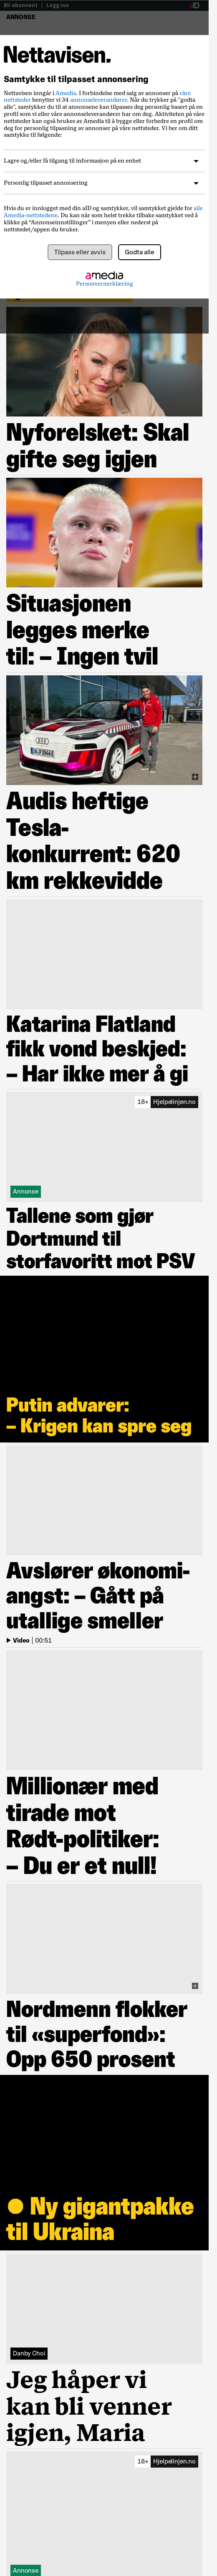 Bli abonnent | Logg inn
aID
ANNONSE
Nettavisen.
Samtykke til tilpasset annonsering
Nettavisen inngår i Amedia. I forbindelse med salg av annonser på våre
nettsteder benytter vi 34 annonseleverandører. Når du trykker på "godta
alle", samtykker du til at annonsene kan tilpasses deg personlig basert på din
profil som vi eller våre annonseleverandører har om deg. Aktiviteten på våre
nettsteder kan også brukes av Amedia til å bygge eller forbedre en profil om
deg for personlig tilpasning av annonser på våre nettsteder. Vi ber om ditt
samtykke til følgende:
Lagre og/eller få tilgang til informasjon på en enhet
Personlig tilpasset annonsering
Hvis du er innlogget med din aID og samtykker, vil samtykket gjelde for alle
Amedia-nettstedene. Du kan når som helst trekke tilbake samtykket ved å
klikke på “Annonseinnstillinger” i menyen eller nederst på
nettstedet/appen du bruker.
Tilpass eller avvis
Godta alle
amedia
Personvernerklæring
Nyforelsket: Skal
gifte seg igjen
Situasjonen
legges merke
til: – Ingen tvil
Audis heftige
Tesla-
konkurrent: 620
km rekkevidde
Katarina Flatland
fikk vond beskjed:
– Har ikke mer å gi
18+ Hjelpelinjen.no
Annonse
Tallene som gjør
Dortmund til
storfavoritt mot PSV
Putin advarer:
– Krigen kan spre seg
Avslører økonomi-
angst: – Gått på
utallige smeller
Video | 00:51
Millionær med
tirade mot
Rødt-politiker:
– Du er et null!
Nordmenn flokker
til «superfond»:
Opp 650 prosent
● Ny gigantpakke
til Ukraina
Danby Choi
Jeg håper vi
kan bli venner
igjen, Maria
18+ Hjelpelinjen.no
Annonse